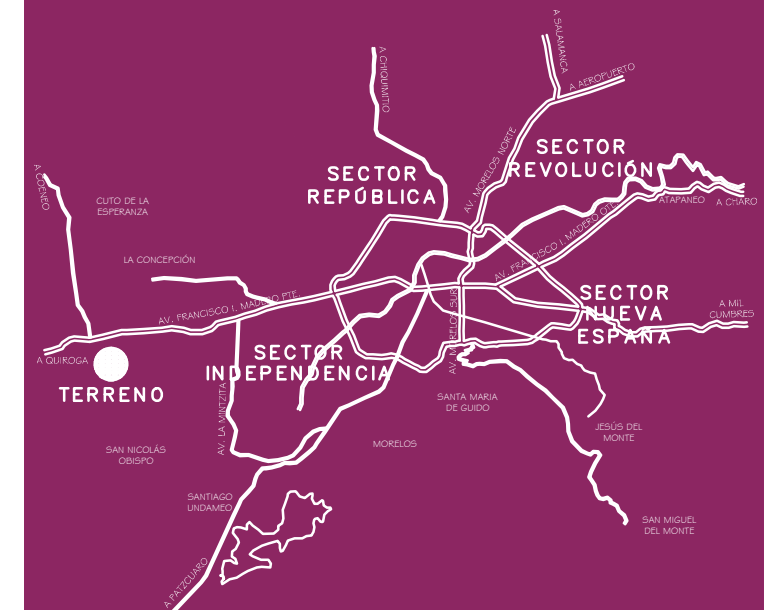 A SALAMANCA
A CHIQUIMITIO
A AEROPUERTO
AV. MORELOS NORTE
SECTOR
REVOLUCIÓN
SECTOR
REPÚBLICA
A COENEO
CUTO DE LA
ESPERANZA
ATAPANEO
A CHARO
AV. FRANCISCO I. MADERO OTE.
LA CONCEPCIÓN
AV. FRANCISCO I. MADERO PTE.
SECTOR
NUEVA
ESPAÑA
A MIL
CUMBRES
AV. MORELOS SUR
A QUIROGA
TERRENO
SECTOR
INDEPENDENCIA
AV. LA MINTZITA
SANTA MARIA
DE GUIDO
JESÚS DEL
MONTE
MORELOS
SAN NICOLÁS
OBISPO
SANTIAGO
UNDAMEO
SAN MIGUEL
DEL MONTE
A PATZCUARO